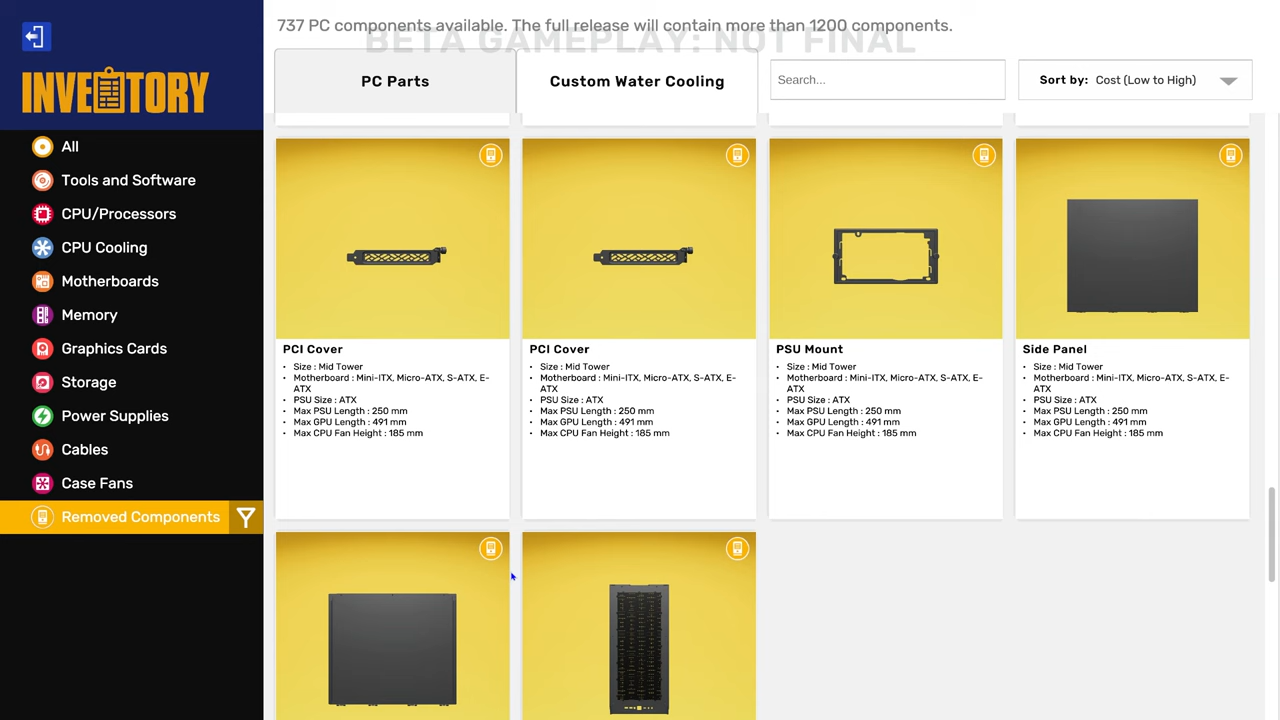 737 PC components available. The full release will contain more than 1200 components.
BETA GAMEPLAY: NOT FINAL
INVENTORY
PC Parts
Custom Water Cooling
Search...
Sort by: Cost (Low to High)
All
Tools and Software
CPU/Processors
CPU Cooling
Motherboards
Memory
Graphics Cards
Storage
Power Supplies
Cables
Case Fans
Removed Components
PCI Cover
• Size : Mid Tower
• Motherboard : Mini-ITX, Micro-ATX, S-ATX, E-
ATX
• PSU Size : ATX
• Max PSU Length : 250 mm
• Max GPU Length : 491 mm
• Max CPU Fan Height : 185 mm
PCI Cover
• Size : Mid Tower
• Motherboard : Mini-ITX, Micro-ATX, S-ATX, E-
ATX
• PSU Size : ATX
• Max PSU Length : 250 mm
• Max GPU Length : 491 mm
• Max CPU Fan Height : 185 mm
PSU Mount
• Size : Mid Tower
• Motherboard : Mini-ITX, Micro-ATX, S-ATX, E-
ATX
• PSU Size : ATX
• Max PSU Length : 250 mm
• Max GPU Length : 491 mm
• Max CPU Fan Height : 185 mm
Side Panel
• Size : Mid Tower
• Motherboard : Mini-ITX, Micro-ATX, S-ATX, E-
ATX
• PSU Size : ATX
• Max PSU Length : 250 mm
• Max GPU Length : 491 mm
• Max CPU Fan Height : 185 mm